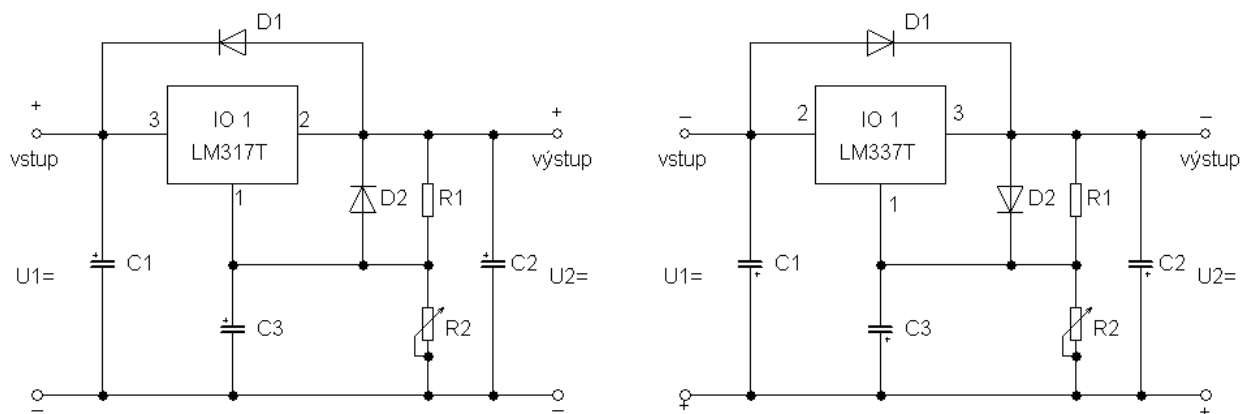 D1
+
3
IO 1
LM317T
2
+
vstup
výstup
1
D2
R1
U1=
C1
C2
U2=
C3
R2
–
–
D1
–
2
IO 1
LM337T
3
–
vstup
výstup
1
D2
R1
U1=
C1
C2
U2=
C3
R2
+
+